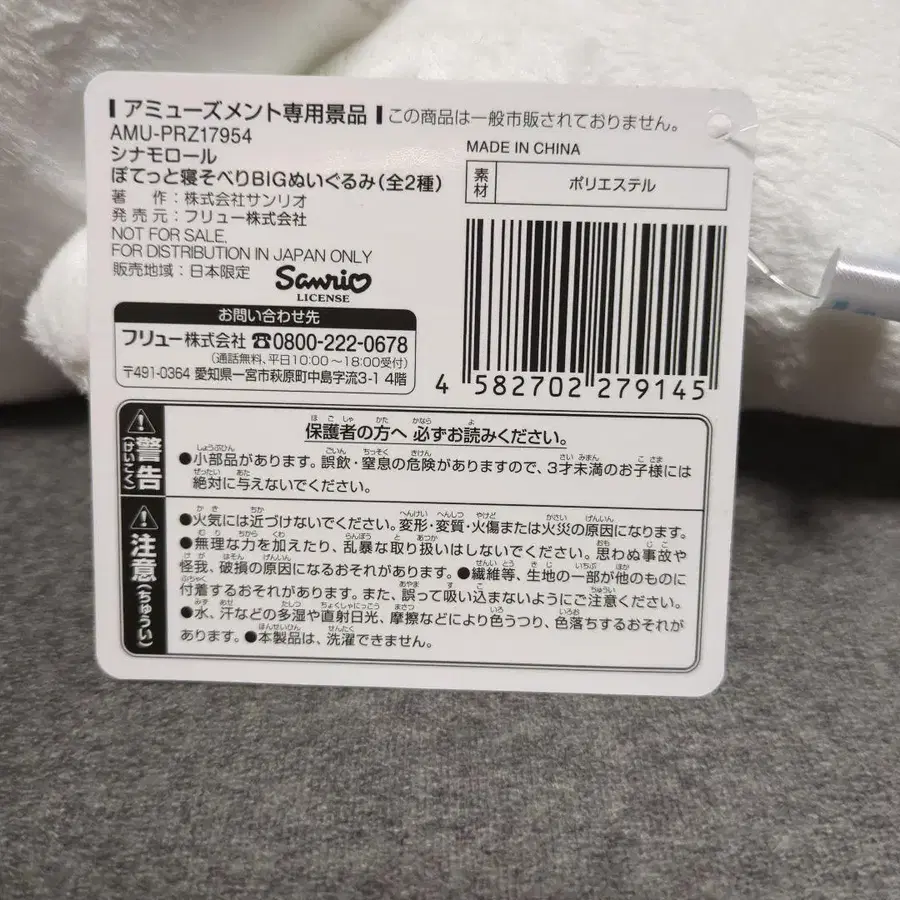 アミューズメント専用景品 この商品は一般市販されておりません。
AMU-PRZ17954
シナモロール
ぽてっと寝そべりBIGぬいぐるみ(全2種)
著 作:株式会社サンリオ
発 売 元:フリュー株式会社
NOT FOR SALE.
FOR DISTRIBUTION IN JAPAN ONLY
販売地域:日本限定
Sanrio
LICENSE
MADE IN CHINA
素材 ポリエステル
4 582702 279145
お問い合わせ先
フリュー株式会社 ☎0800-222-0678
(通話無料、平日10:00~18:00受付)
〒491-0364 愛知県一宮市萩原町中島字流3-1 4階
警告(けいこく)
保護者の方へ 必ずお読みください。
●小部品があります。誤飲・窒息の危険がありますので、3才未満のお子様には
絶対に与えないでください。
注意(ちゅうい)
●火気には近づけないでください。変形・変質・火傷または火災の原因になります。
●無理な力を加えたり、乱暴な取り扱いはしないでください。思わぬ事故や
怪我、破損の原因になるおそれがあります。●繊維等、生地の一部が他のものに
付着するおそれがあります。また、誤って吸い込まないようにご注意ください。
●水、汗などの多湿や直射日光、摩擦などにより色うつり、色落ちするおそれが
あります。●本製品は、洗濯できません。